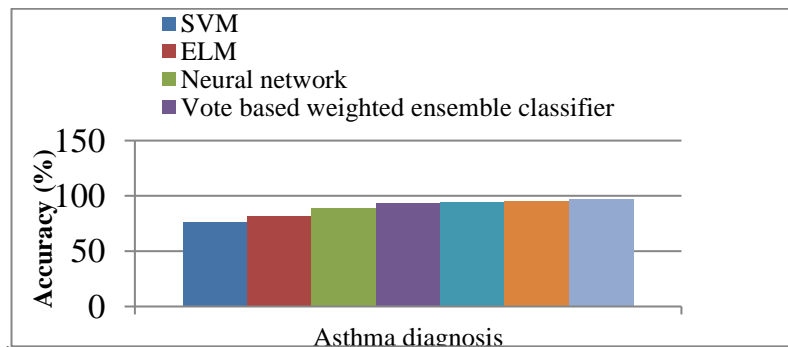 SVM
ELM
Neural network
Vote based weighted ensemble classifier
150
100
50
0
Accuracy (%)
Asthma diagnosis